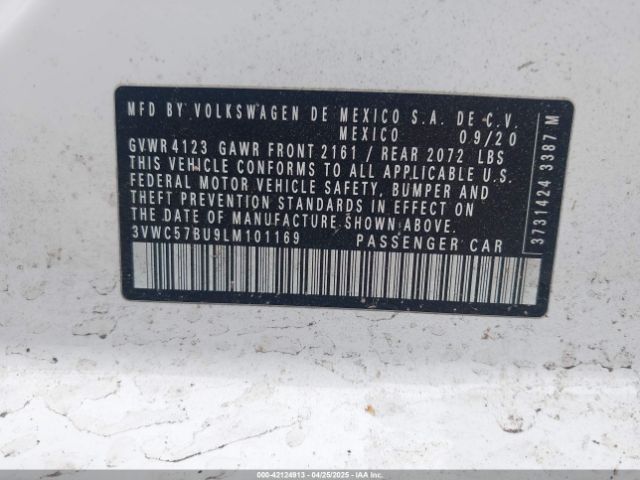 MFD BY VOLKSWAGEN DE MEXICO S.A. DE C.V.
MEXICO 09/20
GVWR 4123 GAWR FRONT 2161 / REAR 2072 LBS
THIS VEHICLE CONFORMS TO ALL APPLICABLE U.S.
FEDERAL MOTOR VEHICLE SAFETY, BUMPER AND
THEFT PREVENTION STANDARDS IN EFFECT ON
THE DATE OF MANUFACTURE SHOWN ABOVE.
3VWC57BU9LM101169 PASSENGER CAR
3731424 3387 M
000-42124913 - 04/25/2025 - IAAI.COM